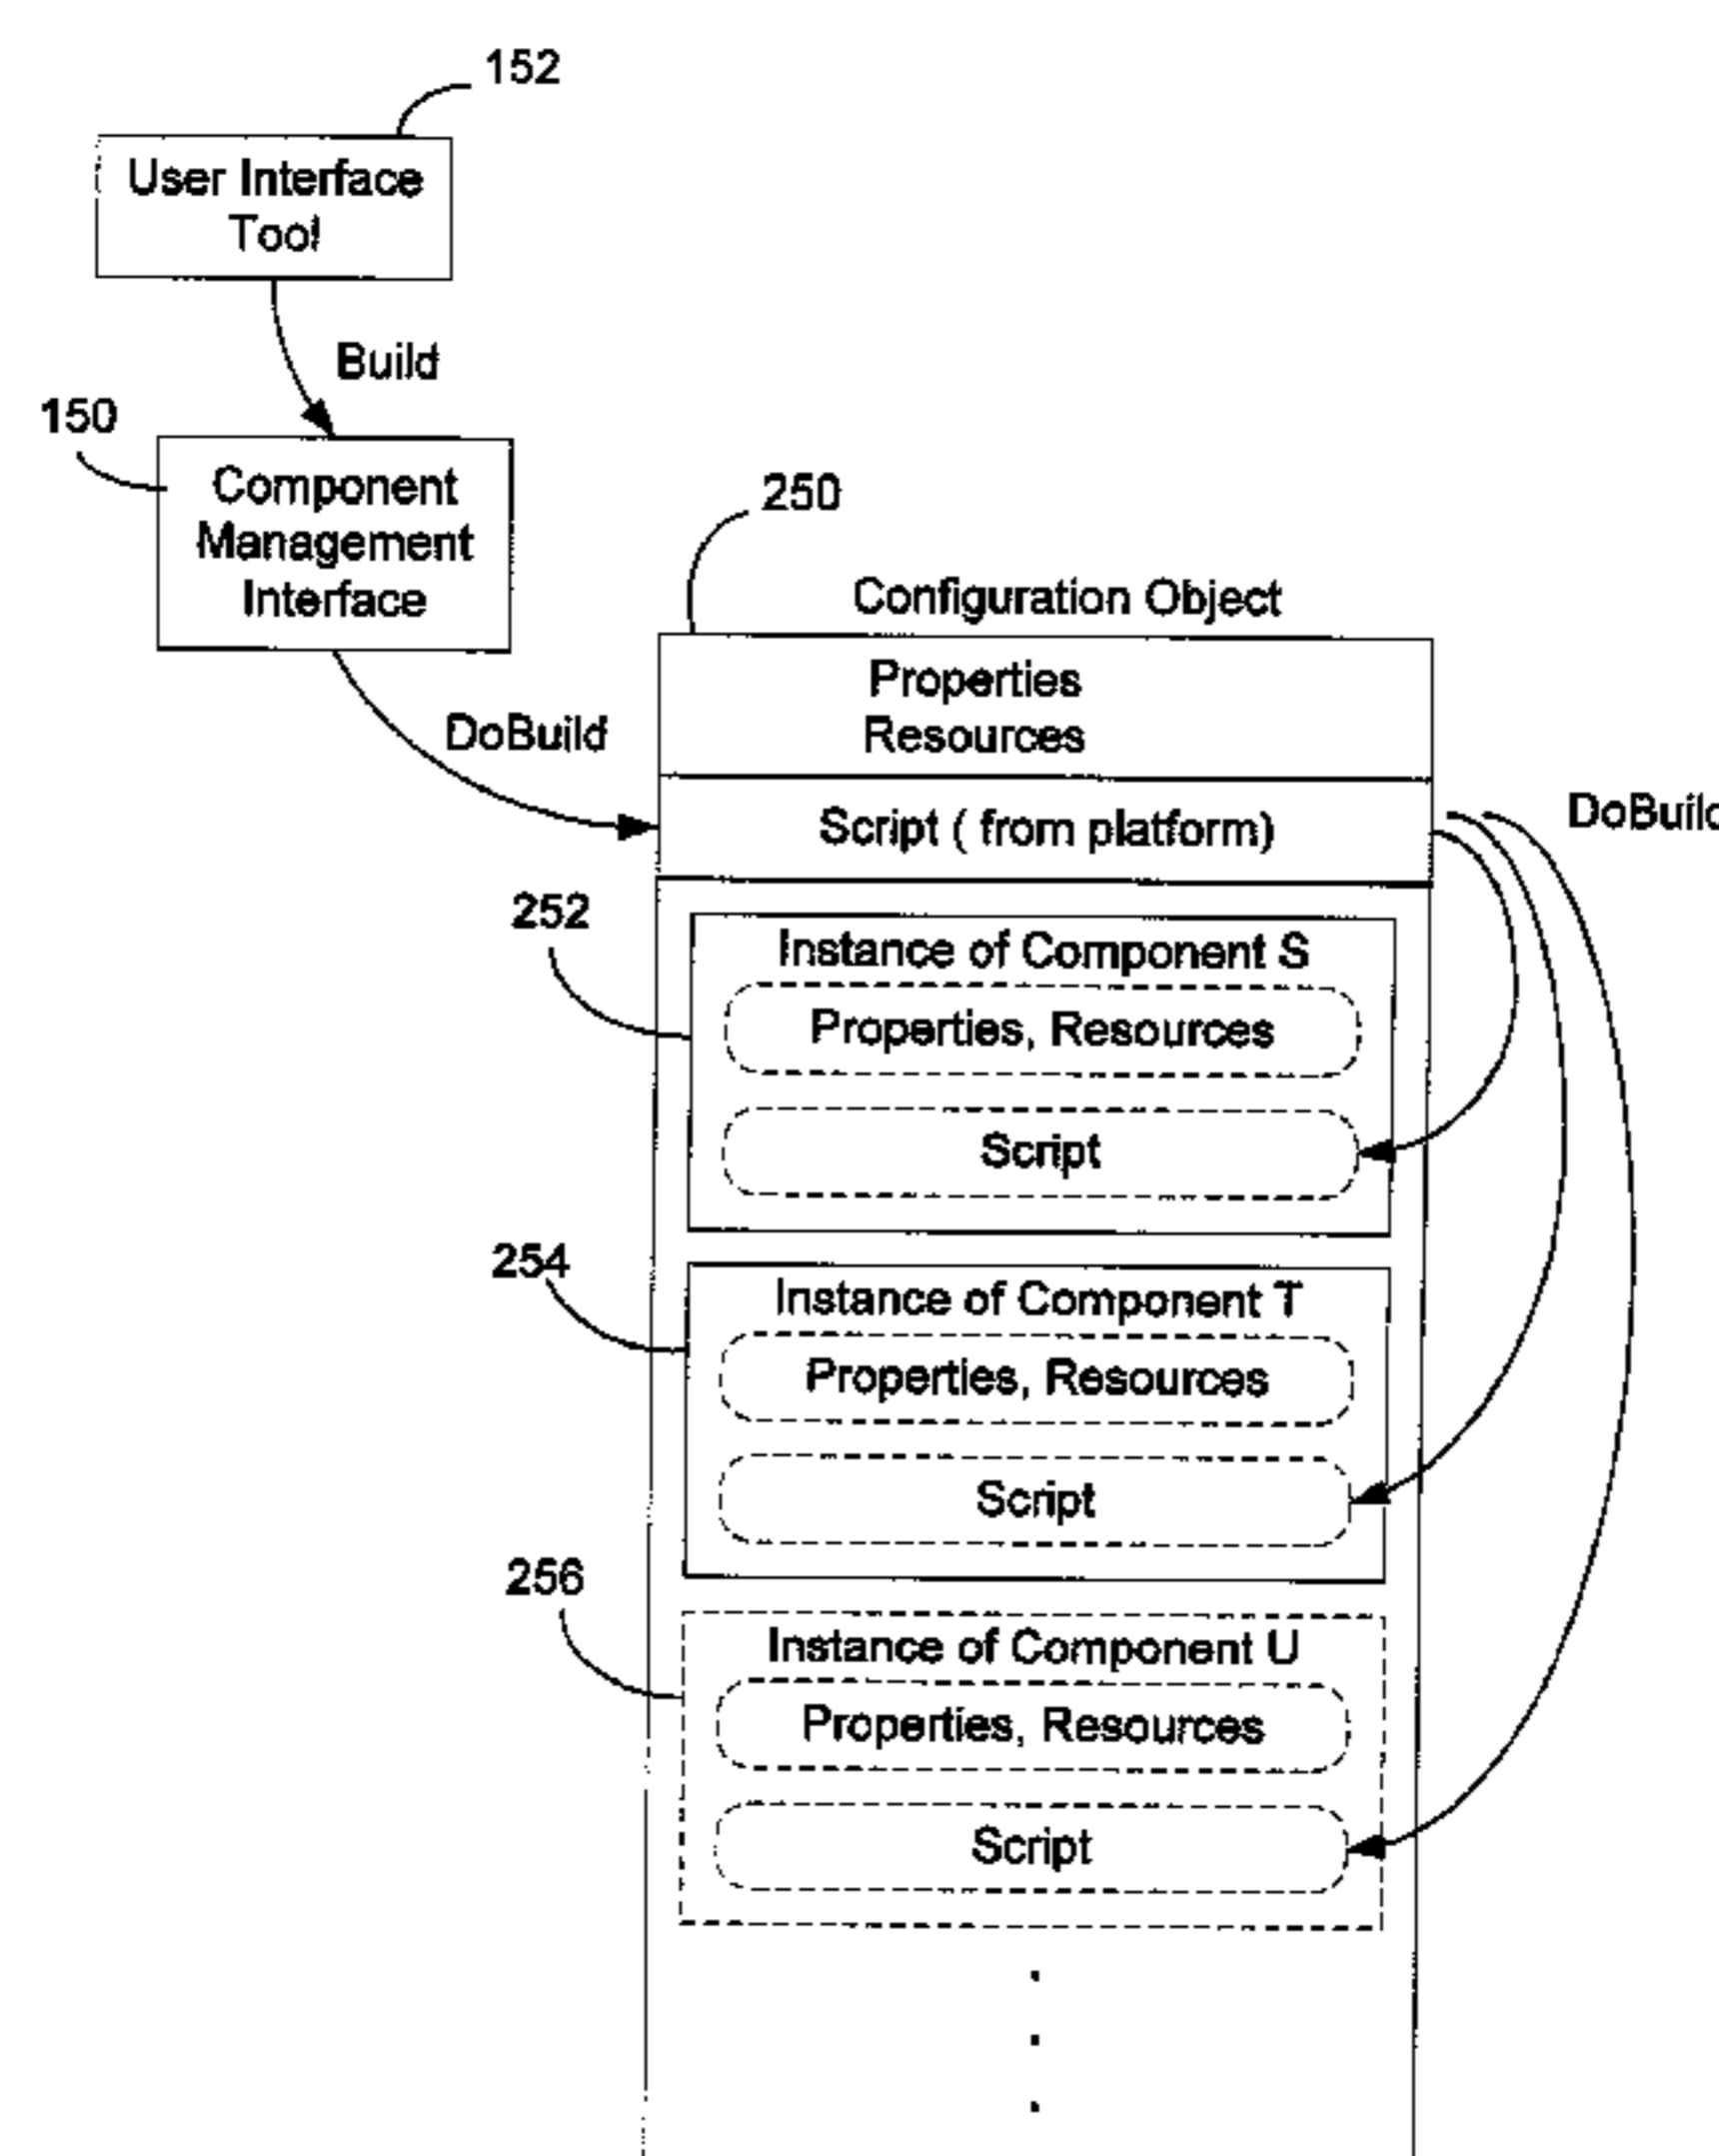 152
User Interface
Tool
Build
150
Component
Management
Interface
250
Configuration Object
Properties
Resources
DoBuild
Script ( from platform)
DoBuild
252
Instance of Component S
Properties, Resources
Script
254
Instance of Component T
Properties, Resources
Script
256
Instance of Component U
Properties, Resources
Script